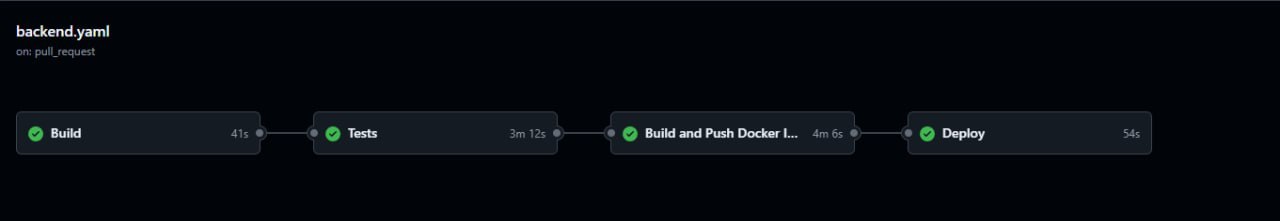 backend.yaml
on: pull_request
Build 41s
Tests 3m 12s
Build and Push Docker I... 4m 6s
Deploy 54s